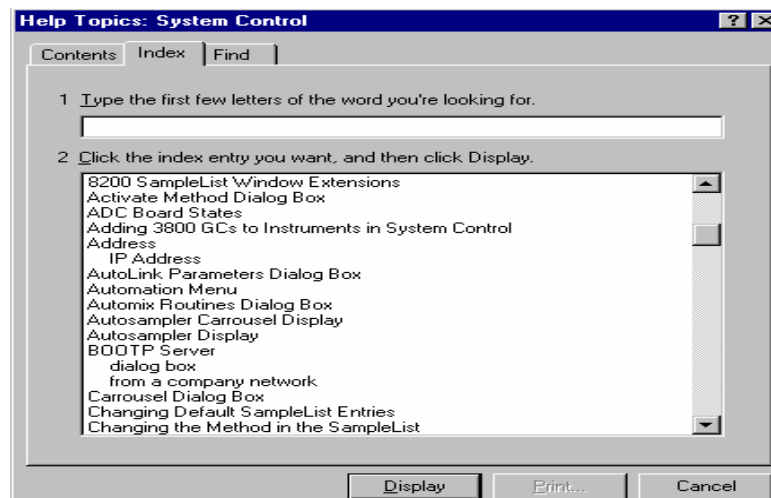 Help Topics: System Control
Contents Index Find
1 Type the first few letters of the word you're looking for.
2 Click the index entry you want, and then click Display.
8200 SampleList Window Extensions
Activate Method Dialog Box
ADC Board States
Adding 3800 GCs to Instruments in System Control
Address
IP Address
AutoLink Parameters Dialog Box
Automation Menu
Automix Routines Dialog Box
Autosampler Carrousel Display
Autosampler Display
BOOTP Server
dialog box
from a company network
Carrousel Dialog Box
Changing Default SampleList Entries
Changing the Method in the SampleList
Display Print... Cancel